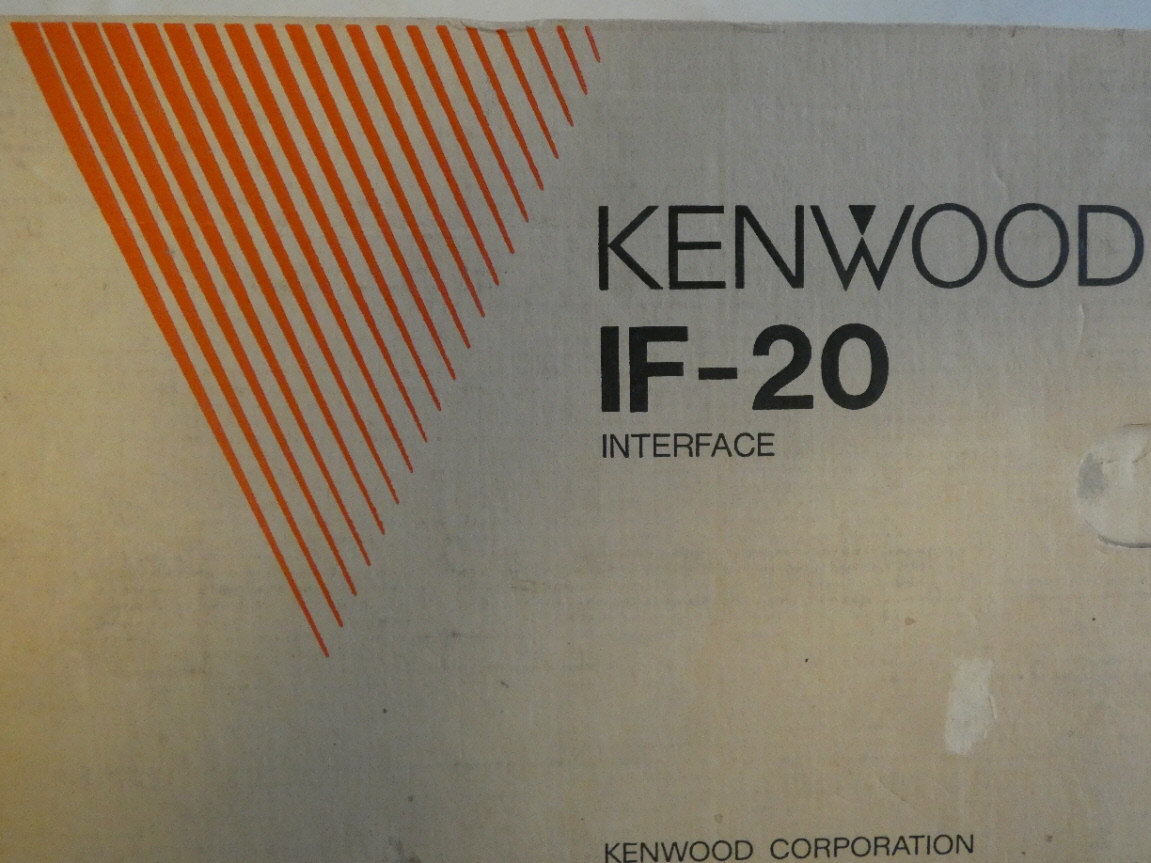 KENWOOD
IF-20
INTERFACE
KENWOOD CORPORATION